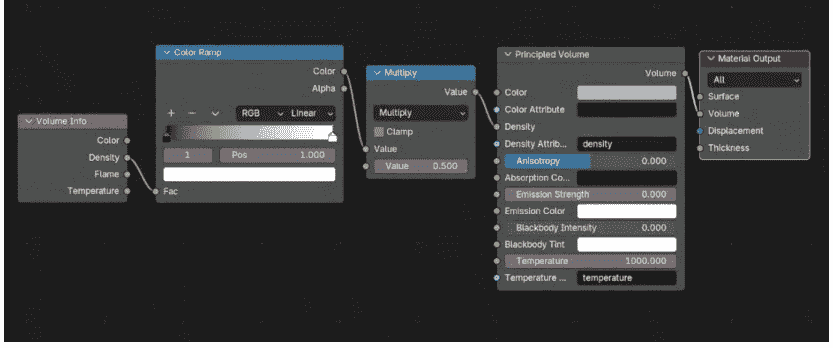 Volume Info
Color
Density
Flame
Temperature
Color Ramp
Color
Alpha
+ − RGB Linear
1 Pos 1.000
Fac
Multiply
Value
Multiply
Clamp
Value
Value 0.500
Principled Volume
Volume
Color
Color Attribute
Density
Density Attrib... density
Anisotropy 0.000
Absorption Co...
Emission Strength 0.000
Emission Color
Blackbody Intensity 0.000
Blackbody Tint
Temperature 1000.000
Temperature ... temperature
Material Output
All
Surface
Volume
Displacement
Thickness